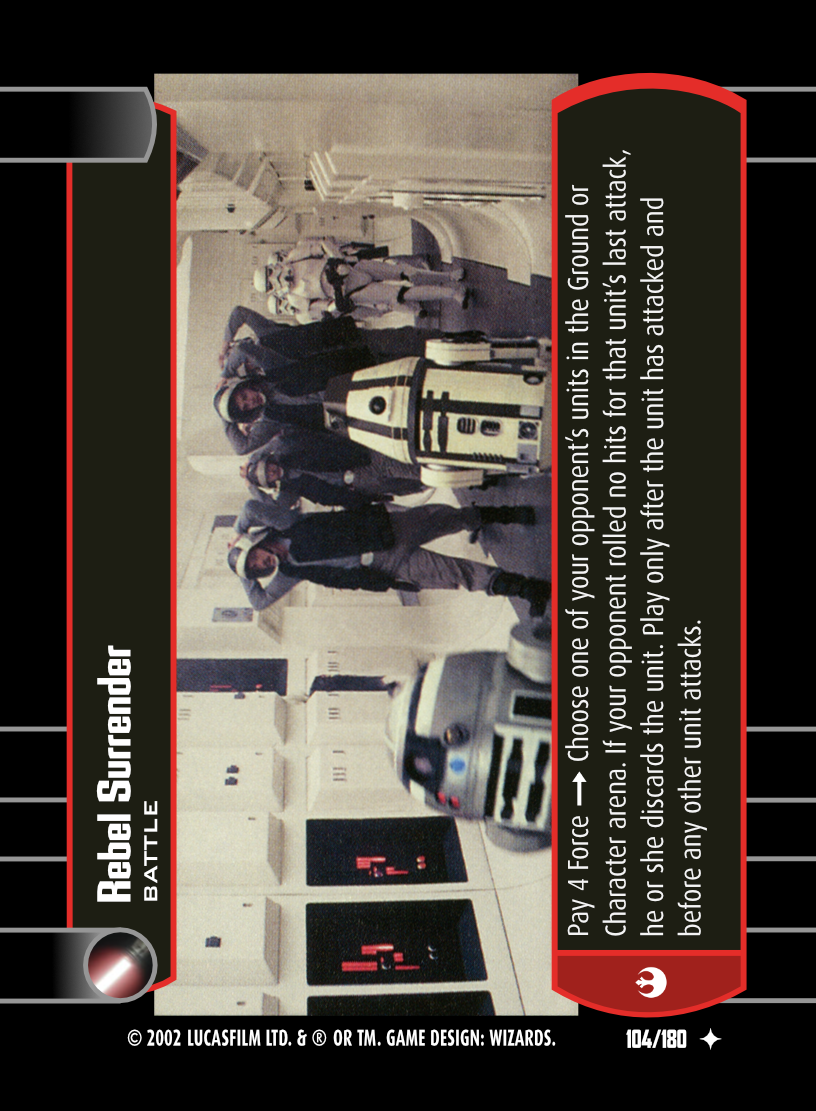 Rebel Surrender
BATTLE
Pay 4 Force → Choose one of your opponent's units in the Ground or
Character arena. If your opponent rolled no hits for that unit's last attack,
he or she discards the unit. Play only after the unit has attacked and
before any other unit attacks.
© 2002 LUCASFILM LTD. & ® OR TM. GAME DESIGN: WIZARDS.
104/180